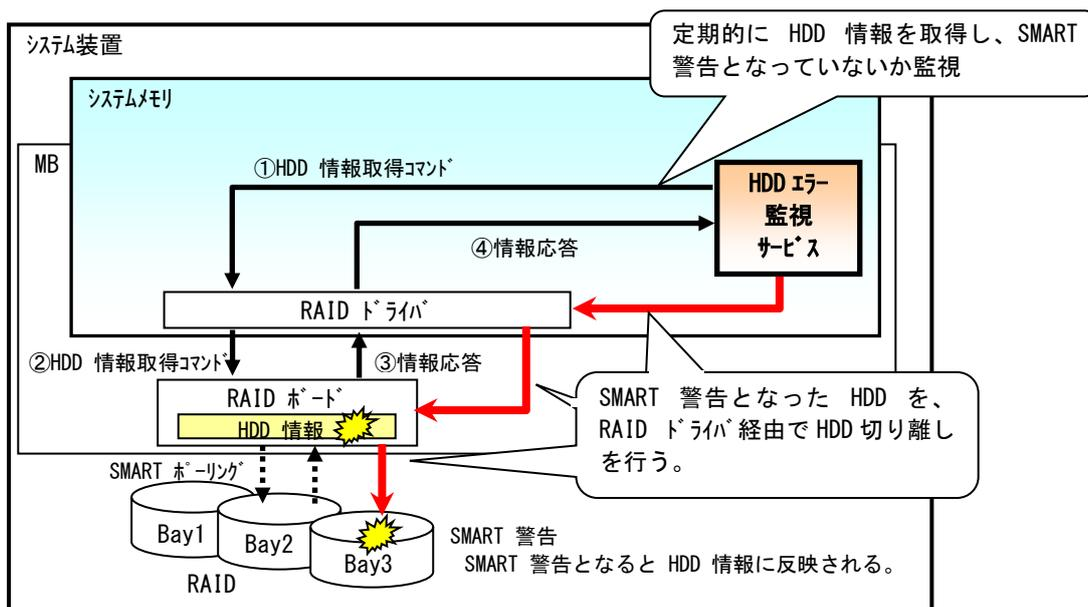 定期的に HDD 情報を取得し、SMART
警告となっていないか監視
ｼｽﾃﾑ装置
ｼｽﾃﾑﾒﾓﾘ
MB
①HDD 情報取得ｺﾏﾝﾄﾞ
HDD ｴﾗｰ
監視
ｻｰﾋﾞｽ
④情報応答
RAID ﾄﾞﾗｲﾊﾞ
②HDD 情報取得ｺﾏﾝﾄﾞ
③情報応答
RAID ﾎﾞｰﾄﾞ
HDD 情報
SMART 警告となった HDD を、
RAID ﾄﾞﾗｲﾊﾞ経由で HDD 切り離し
を行う。
SMART ﾎﾟｰﾘﾝｸﾞ
Bay1
Bay2
Bay3
RAID
SMART 警告
SMART 警告となると HDD 情報に反映される。